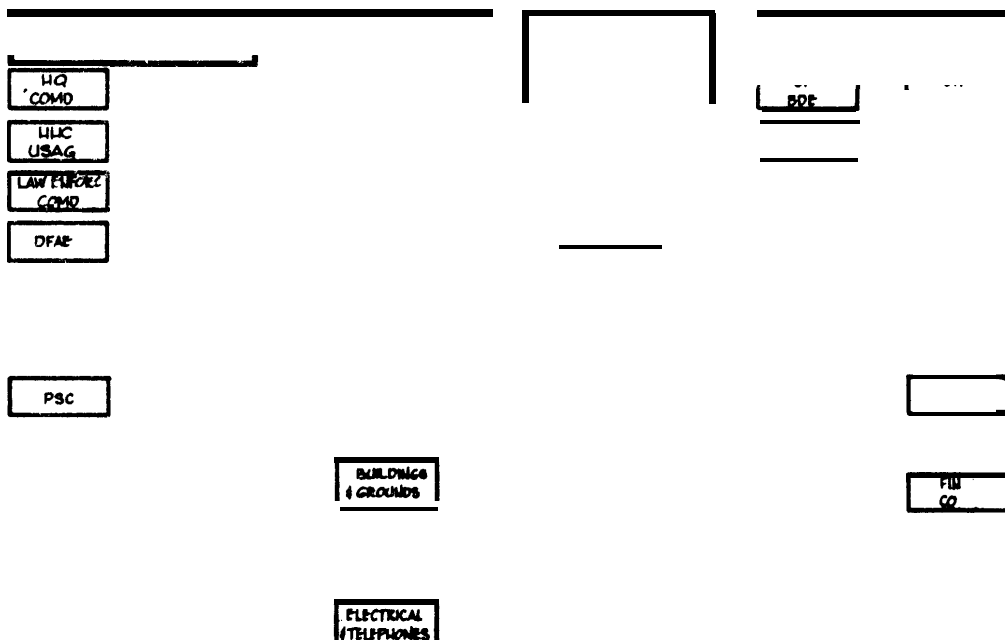 HQ
COMD
HHC
USAG
LAW ENFORC
COMD
DFAE
PSC
BUILDINGS
& GROUNDS
ELECTRICAL
& TELEPHONES
BDE
FIN
CO